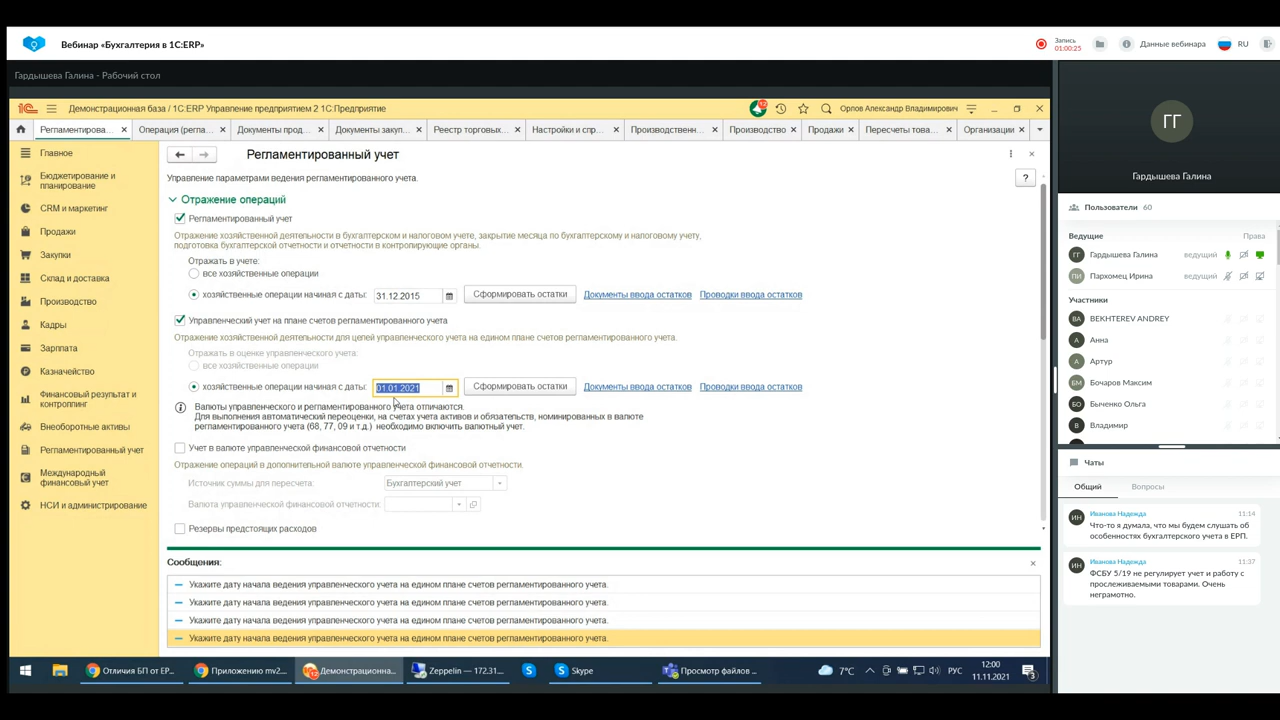 Вебинар «Бухгалтерия в 1С:ERP»
Запись
01:00:25
Данные вебинара
RU
Гардышева Галина - Рабочий стол
Демонстрационная база / 1С:ERP Управление предприятием 2 1С:Предприятие
12
Орлов Александр Владимирович
Регламентирова...
Операция (регла...
Документы прод...
Документы закуп...
Реестр торговых...
Настройки и спр...
Производственн...
Производство
Продажи
Пересчеты това...
Организации
Главное
Бюджетирование и
планирование
CRM и маркетинг
Продажи
Закупки
Склад и доставка
Производство
Кадры
Зарплата
Казначейство
Финансовый результат и
контроллинг
Внеоборотные активы
Регламентированный учет
Международный
финансовый учет
НСИ и администрирование
Регламентированный учет
Управление параметрами ведения регламентированного учета.
?
Отражение операций
Регламентированный учет
Отражение хозяйственной деятельности в бухгалтерском и налоговом учете, закрытие месяца по бухгалтерскому и налоговому учету,
подготовка бухгалтерской отчетности и отчетности в контролирующие органы.
Отражать в учете:
все хозяйственные операции
хозяйственные операции начиная с даты:
31.12.2015
Сформировать остатки
Документы ввода остатков
Проводки ввода остатков
Управленческий учет на плане счетов регламентированного учета
Отражение хозяйственной деятельности для целей управленческого учета на едином плане счетов регламентированного учета.
Отражать в оценке управленческого учета:
все хозяйственные операции
хозяйственные операции начиная с даты:
01.01.2021
Сформировать остатки
Документы ввода остатков
Проводки ввода остатков
Валюты управленческого и регламентированного учета отличаются.
Для выполнения автоматический переоценки, на счетах учета активов и обязательств, номинированных в валюте
регламентированного учета (68, 77, 09 и т.д.) необходимо включить валютный учет.
Учет в валюте управленческой финансовой отчетности
Отражение операций в дополнительной валюте управленческой финансовой отчетности.
Источник суммы для пересчета:
Бухгалтерский учет
Валюта управленческой финансовой отчетности:
Резервы предстоящих расходов
Сообщения:
Укажите дату начала ведения управленческого учета на едином плане счетов регламентированного учета.
Укажите дату начала ведения управленческого учета на едином плане счетов регламентированного учета.
Укажите дату начала ведения управленческого учета на едином плане счетов регламентированного учета.
Укажите дату начала ведения управленческого учета на едином плане счетов регламентированного учета.
Отличия БП от ЕР...
Приложению mv2...
Демонстрационна...
Zeppelin — 172.31....
Skype
Просмотр файлов ...
7°C
РУС
12:00
11.11.2021
3
ГГ
Гардышева Галина
Пользователи 60
Ведущие
Права
ГГ Гардышева Галина ведущий
ПИ Пархомец Ирина ведущий
Участники
BA BEKHTEREV ANDREY
А Анна
А Артур
БМ Бочаров Максим
БО Быченко Ольга
В Владимир
Чаты
Общий
Вопросы
ИН Иванова Надежда 11:14
Что-то я думала, что мы будем слушать об
особенностях бухгалтерского учета в ЕРП.
ИН Иванова Надежда 11:37
ФСБУ 5/19 не регулирует учет и работу с
прослеживаемыми товарами. Очень
неграмотно.